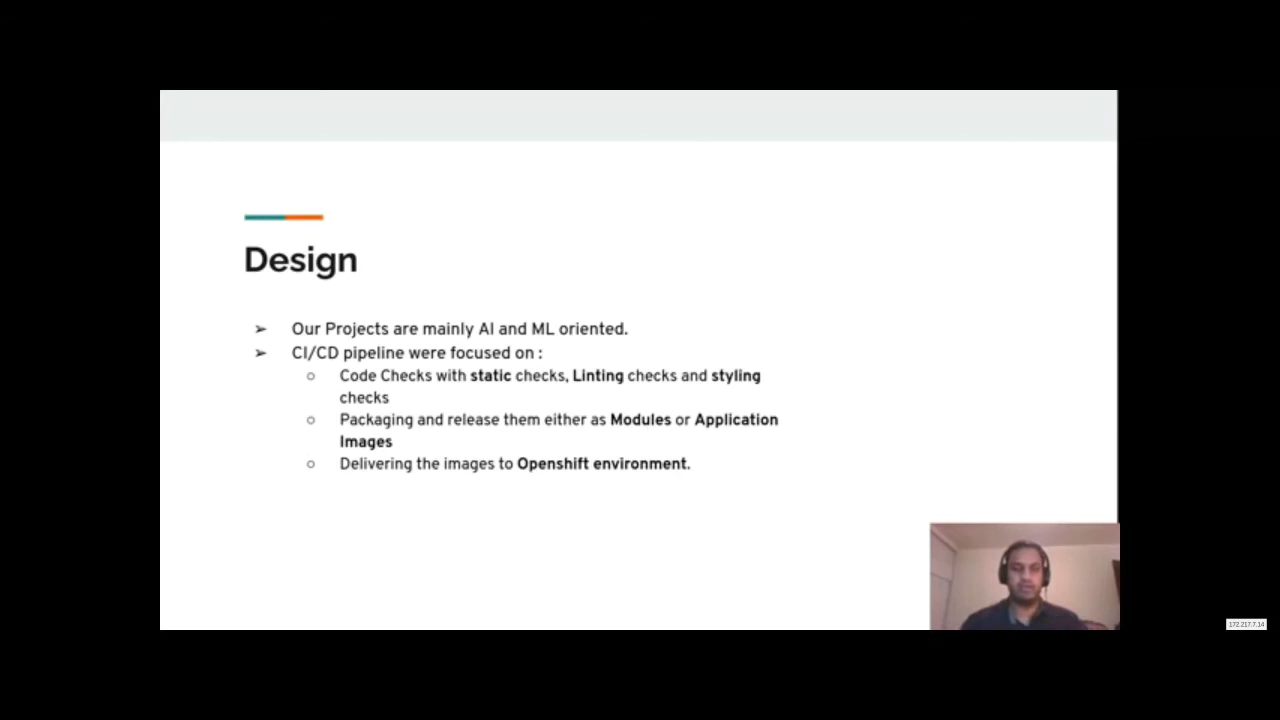 Design
➢ Our Projects are mainly AI and ML oriented.
➢ CI/CD pipeline were focused on :
○ Code Checks with static checks, Linting checks and styling
checks
○ Packaging and release them either as Modules or Application
Images
○ Delivering the images to Openshift environment.
172.217.7.14